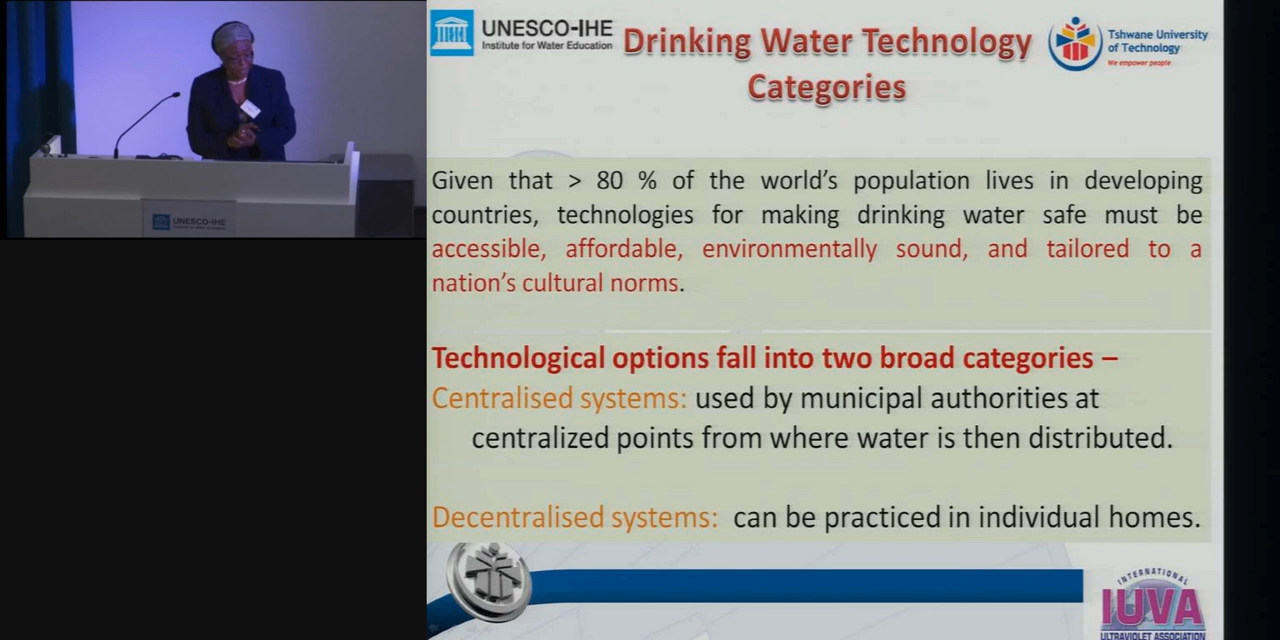 UNESCO-IHE
Institute for Water Education
Drinking Water Technology
Categories
Tshwane University
of Technology
We empower people
Given that > 80 % of the world's population lives in developing
countries, technologies for making drinking water safe must be
accessible, affordable, environmentally sound, and tailored to a
nation's cultural norms.
Technological options fall into two broad categories –
Centralised systems: used by municipal authorities at
centralized points from where water is then distributed.
Decentralised systems: can be practiced in individual homes.
INTERNATIONAL
IUVA
ULTRAVIOLET ASSOCIATION
UNESCO-IHE